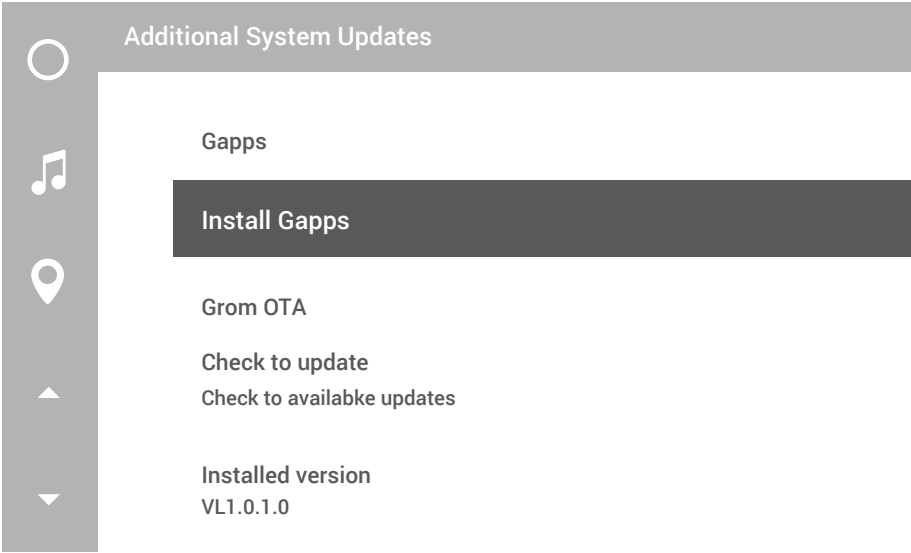 Additional System Updates
Gapps
Install Gapps
Grom OTA
Check to update
Check to availabke updates
Installed version
VL1.0.1.0